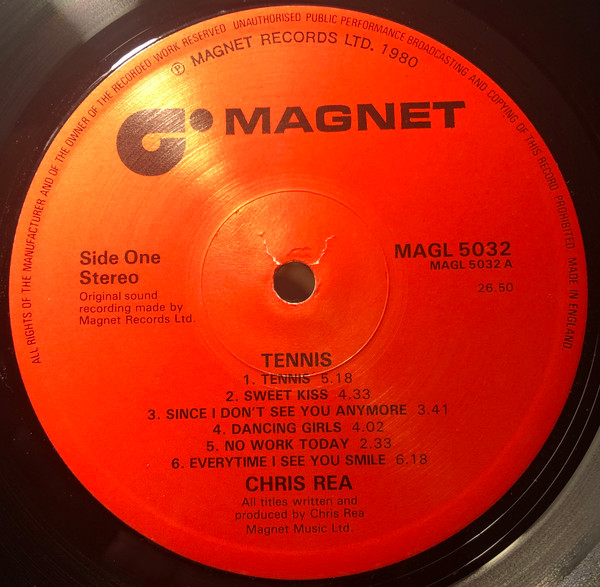 ALL RIGHTS OF THE MANUFACTURER AND OF THE OWNER OF THE RECORDED WORK RESERVED UNAUTHORISED PUBLIC PERFORMANCE BROADCASTING AND COPYING OF THIS RECORD PROHIBITED MADE IN ENGLAND
℗ MAGNET RECORDS LTD. 1980
MAGNET
Side One
Stereo
Original sound
recording made by
Magnet Records Ltd.
MAGL 5032
MAGL 5032 A
26.50
TENNIS
1. TENNIS 5.18
2. SWEET KISS 4.33
3. SINCE I DON'T SEE YOU ANYMORE 3.41
4. DANCING GIRLS 4.02
5. NO WORK TODAY 2.33
6. EVERYTIME I SEE YOU SMILE 6.18
CHRIS REA
All titles written and
produced by Chris Rea
Magnet Music Ltd.